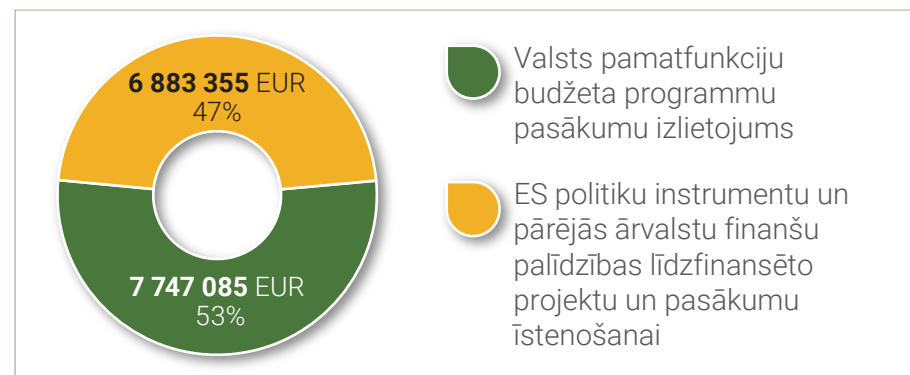 6 883 355 EUR
47%
7 747 085 EUR
53%
Valsts pamatfunkciju
budžeta programmu
pasākumu izlietojums
ES politiku instrumentu un
pārējās ārvalstu finanšu
palīdzības līdzfinansēto
projektu un pasākumu
īstenošanai